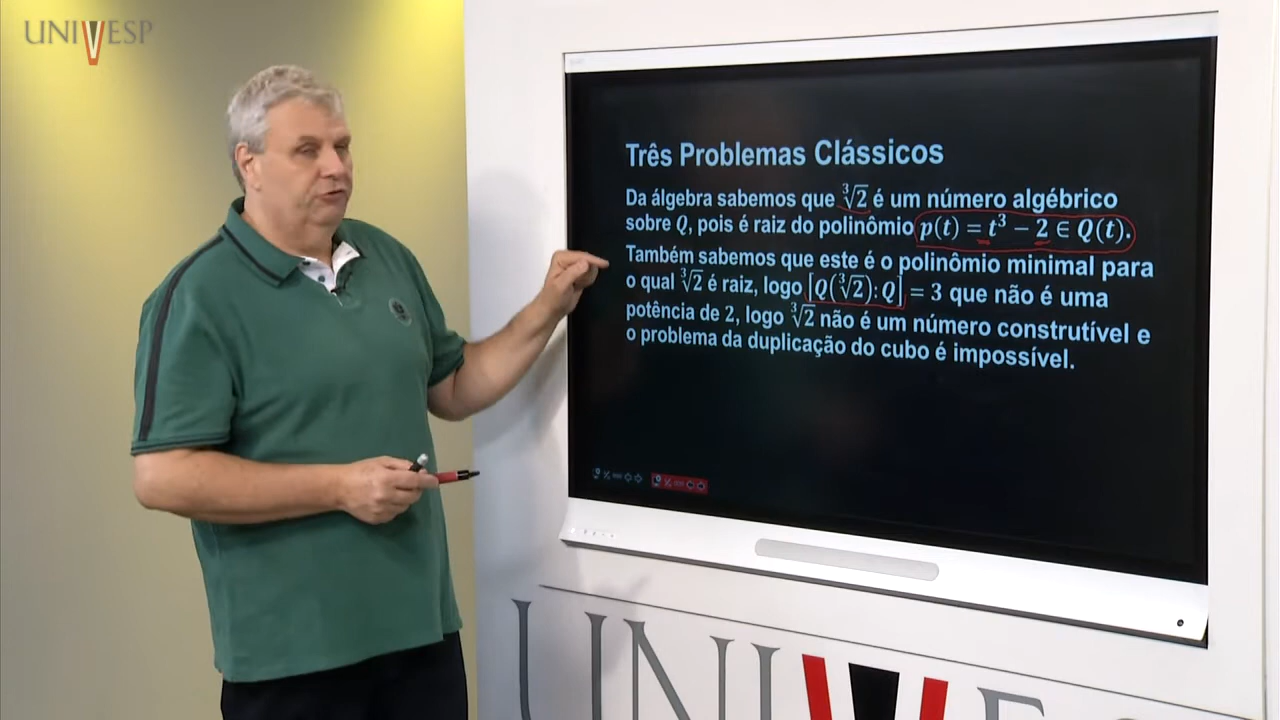 UNIVESP
Três Problemas Clássicos
Da álgebra sabemos que ∛2 é um número algébrico
sobre Q, pois é raiz do polinômio p(t) = t³ − 2 ∈ Q(t).
Também sabemos que este é o polinômio minimal para
o qual ∛2 é raiz, logo [Q(∛2): Q] = 3 que não é uma
potência de 2, logo ∛2 não é um número construtível e
o problema da duplicação do cubo é impossível.
UNIVES